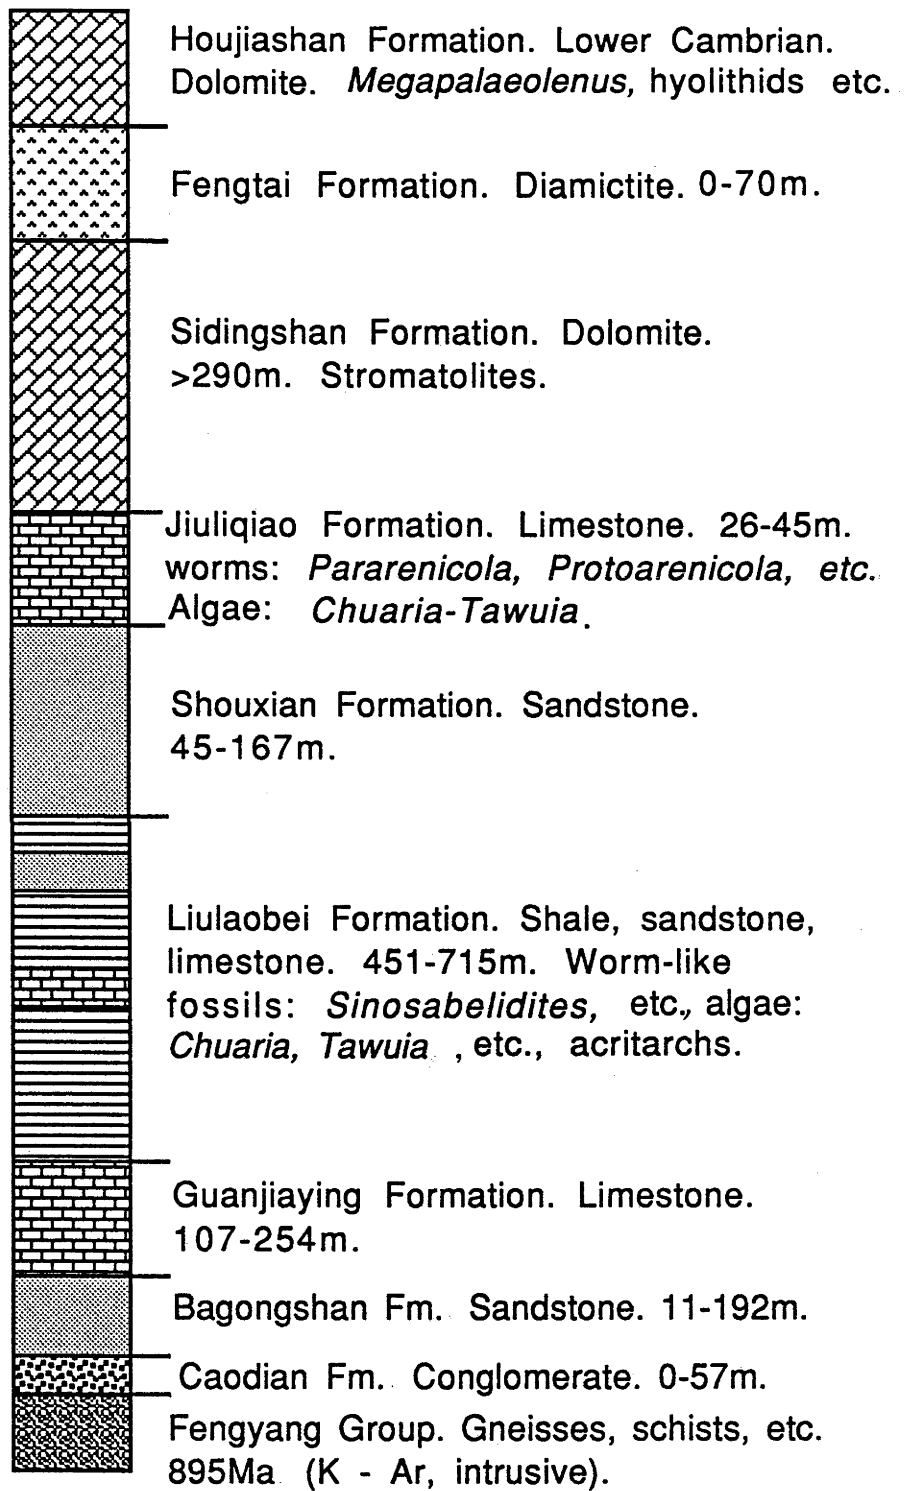 Houjiashan Formation. Lower Cambrian.
Dolomite. Megapalaeolenus, hyolithids etc.
Fengtai Formation. Diamictite. 0-70m.
Sidingshan Formation. Dolomite.
>290m. Stromatolites.
Jiuliqiao Formation. Limestone. 26-45m.
worms: Pararenicola, Protoarenicola, etc.
Algae: Chuaria-Tawuia.
Shouxian Formation. Sandstone.
45-167m.
Liulaobei Formation. Shale, sandstone,
limestone. 451-715m. Worm-like
fossils: Sinosabelidites, etc., algae:
Chuaria, Tawuia , etc., acritarchs.
Guanjiaying Formation. Limestone.
107-254m.
Bagongshan Fm. Sandstone. 11-192m.
Caodian Fm. Conglomerate. 0-57m.
Fengyang Group. Gneisses, schists, etc.
895Ma (K - Ar, intrusive).